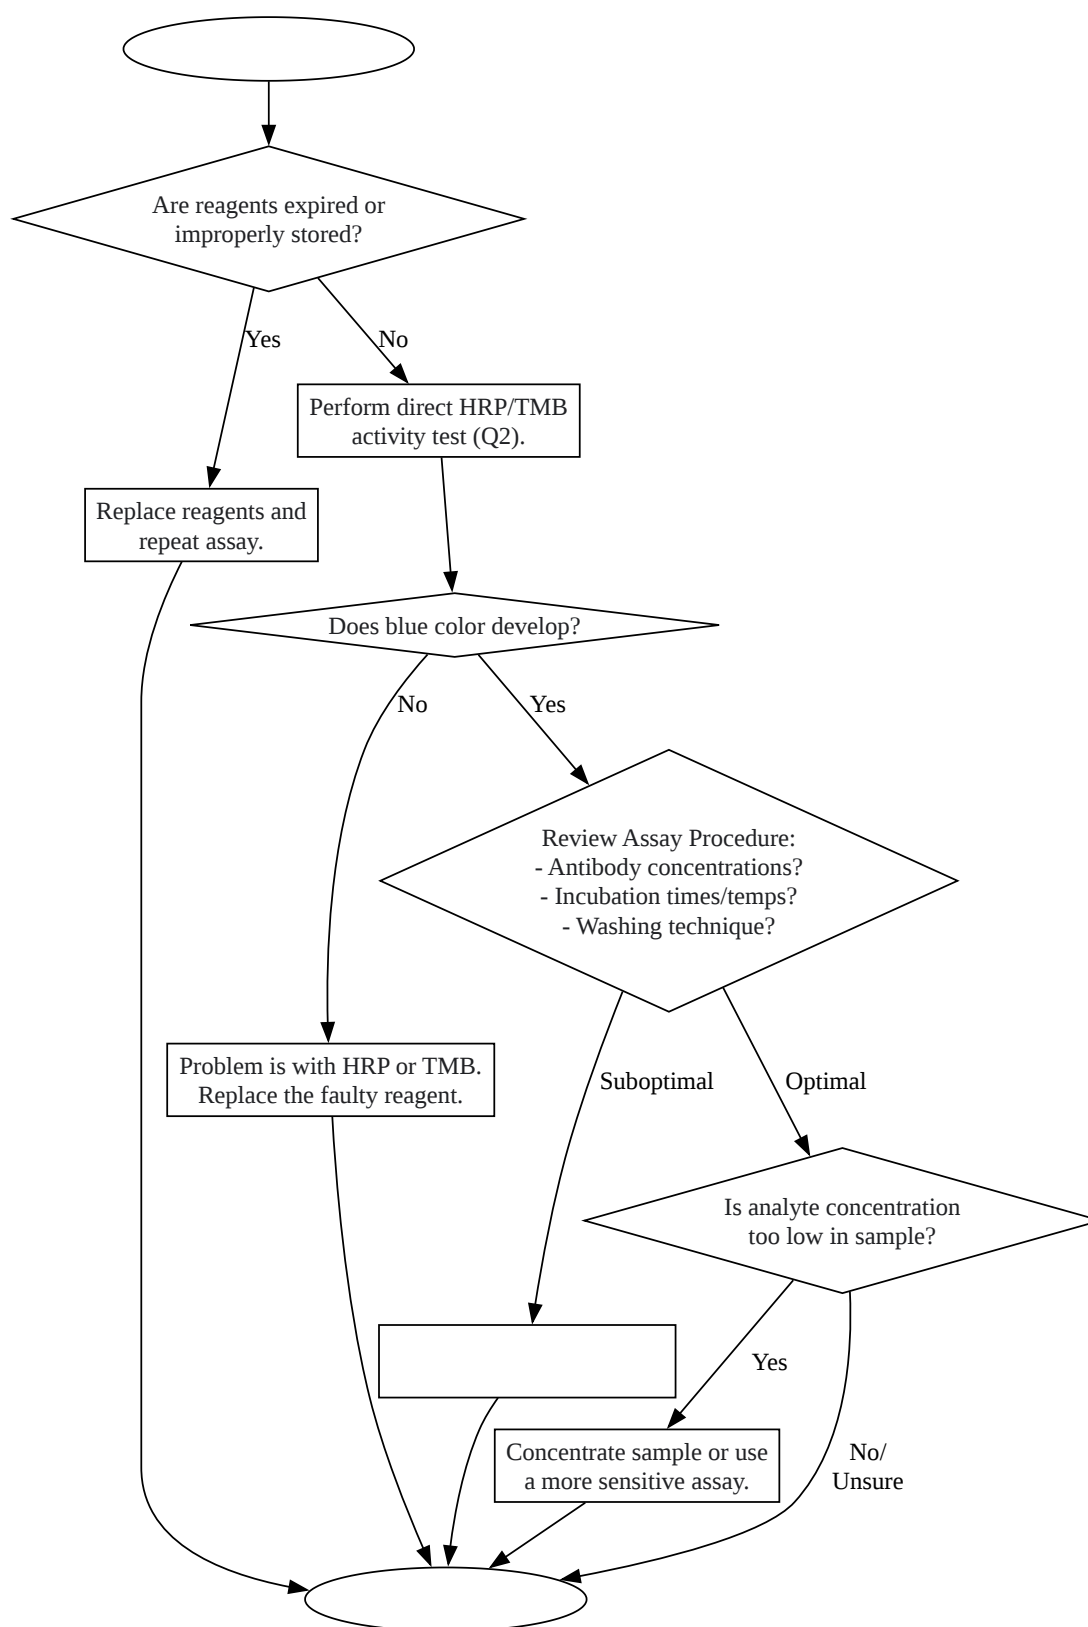 Are reagents expired or
improperly stored?
Yes
No
Perform direct HRP/TMB
activity test (Q2).
Replace reagents and
repeat assay.
Does blue color develop?
No
Yes
Review Assay Procedure:
- Antibody concentrations?
- Incubation times/temps?
- Washing technique?
Problem is with HRP or TMB.
Replace the faulty reagent.
Suboptimal
Optimal
Is analyte concentration
too low in sample?
Yes
Concentrate sample or use
a more sensitive assay.
No/
Unsure